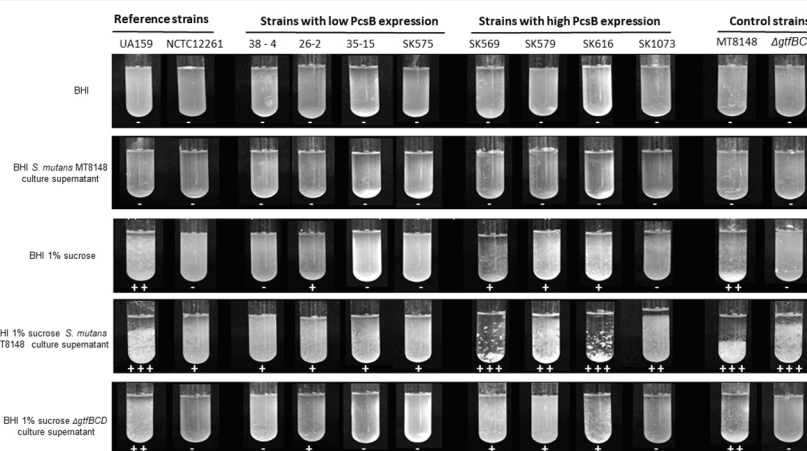 Reference strains Strains with low PcsB expression Strains with high PcsB expression Control strains
UA159 NCTC12261 38 - 4 26-2 35-15 SK575 SK569 SK579 SK616 SK1073 MT8148 ΔgtfBCD
BHI
- - - - - - - - - - - -
BHI S. mutans MT8148
culture supernatant
- - - - - - - - - - - -
BHI 1% sucrose
++ - - + - - + + + - ++ -
HI 1% sucrose S. mutans
T8148 culture supernatant
+++ + + + + + +++ ++ +++ ++ +++ +++
BHI 1% sucrose ΔgtfBCD
culture supernatant
++ - - + - - + + + - ++ -